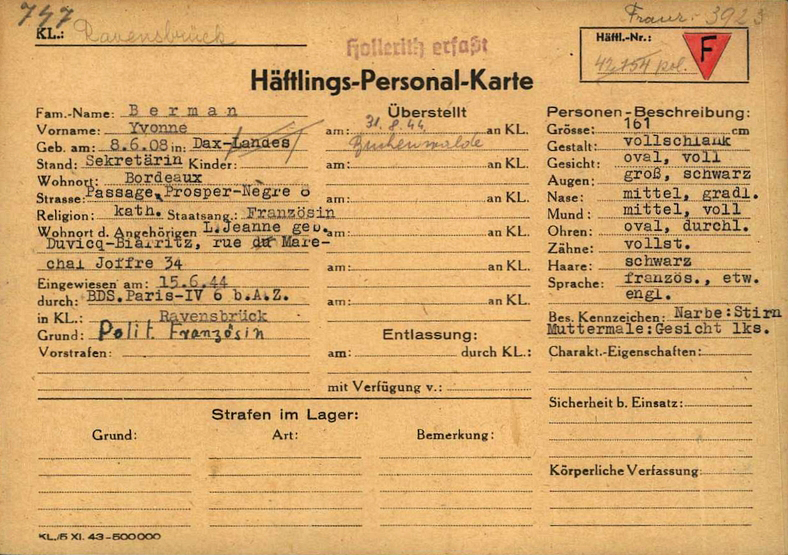 747
Franz. 3923
KL.: Ravensbrück
Hollerith erfaßt
Häftl.-Nr.:
42154 pol.
F
Häftlings-Personal-Karte
Fam.-Name: Berman
Vorname: Yvonne
Geb. am: 8.6.08 in: Dax-Landes
Stand: Sekretärin Kinder:
Wohnort: Bordeaux
Strasse: Passage Prosper-Nègre 8
Religion: kath. Staatsang.: Französin
Wohnort d. Angehörigen L.Jeanne geb.
Duvicq-Biarritz, rue du Mare-
chal Joffre 34
Eingewiesen am: 15.6.44
durch: BDS.Paris-IV 6 b.A.Z.
in KL.: Ravensbrück
Grund: Polit. Französin
Vorstrafen:
Überstellt
am: 31.8.44 an KL.
Buchenwalde
am: an KL.
am: an KL.
am: an KL.
am: an KL.
am: an KL.
Entlassung:
am: durch KL.:
mit Verfügung v.:
Personen-Beschreibung:
Grösse: 161 cm
Gestalt: vollschlank
Gesicht: oval, voll
Augen: groß, schwarz
Nase: mittel, gradl.
Mund: mittel, voll
Ohren: oval, durchl.
Zähne: vollst.
Haare: schwarz
Sprache: französ., etw.
engl.
Bes. Kennzeichen: Narbe:Stirn
Muttermale:Gesicht lks.
Charakt.-Eigenschaften:
Sicherheit b. Einsatz:
Körperliche Verfassung:
Strafen im Lager:
Grund: Art: Bemerkung:
KL./5 XI. 43-500000